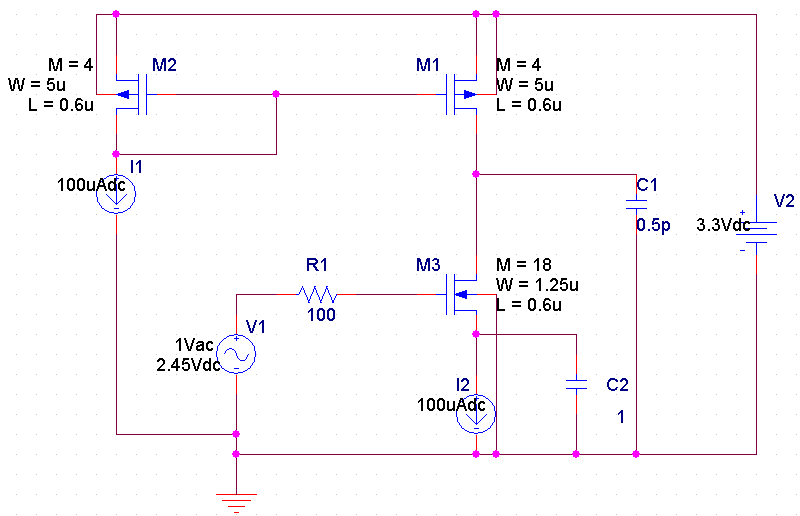 M = 4
M2
W = 5u
L = 0.6u
M1
M = 4
W = 5u
L = 0.6u
I1
100uAdc
C1
0.5p
V2
3.3Vdc
+
-
R1
100
M3
M = 18
W = 1.25u
L = 0.6u
V1
1Vac
2.45Vdc
+
-
I2
100uAdc
-
C2
1